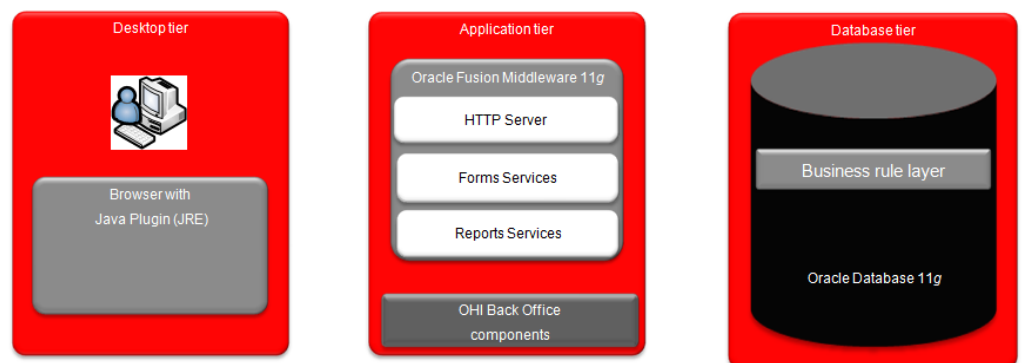 Desktop tier
Browser with
Java Plugin (JRE)
Application tier
Oracle Fusion Middleware 11g
HTTP Server
Forms Services
Reports Services
OHI Back Office
components
Database tier
Business rule layer
Oracle Database 11g